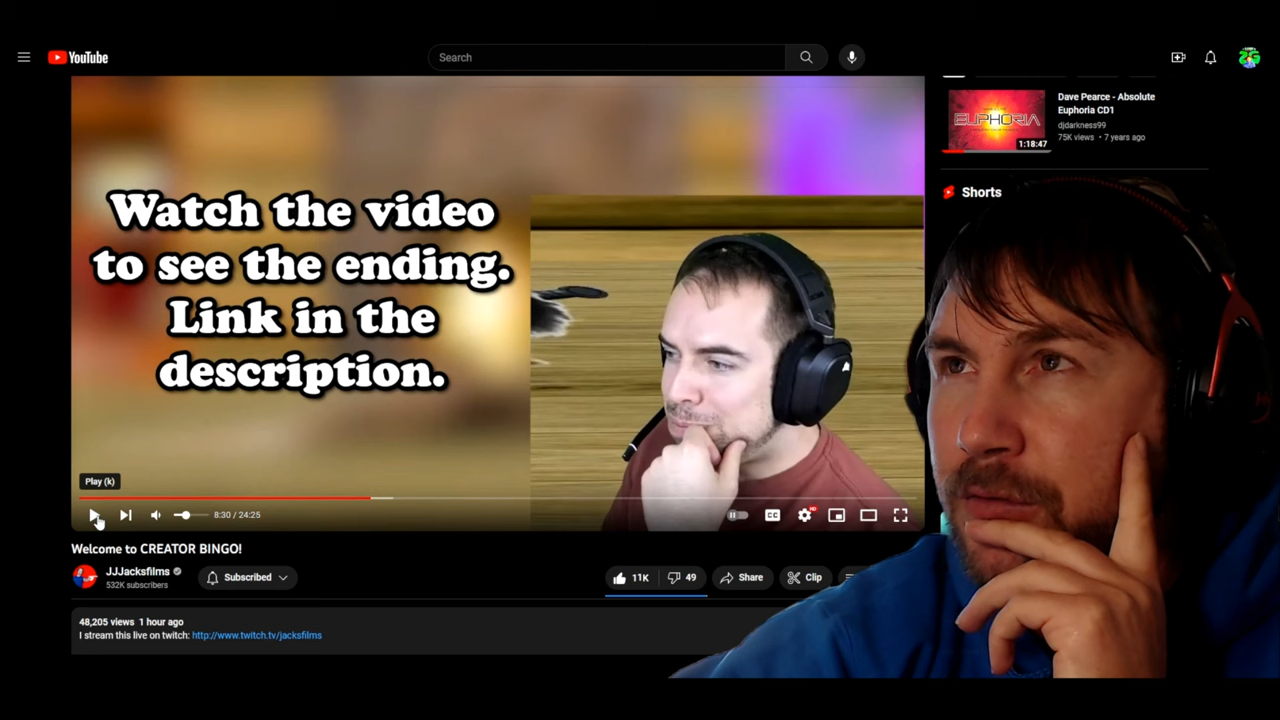 YouTube
Search
Watch the video
to see the ending.
Link in the
description.
Play (k)
8:30 / 24:25
CC
HD
Welcome to CREATOR BINGO!
JJJacksfilms
532K subscribers
Subscribed
11K
49
Share
Clip
48,205 views 1 hour ago
I stream this live on twitch: http://www.twitch.tv/jacksfilms
EUPHORIA
1:18:47
Dave Pearce - Absolute
Euphoria CD1
djdarkness99
75K views • 7 years ago
Shorts